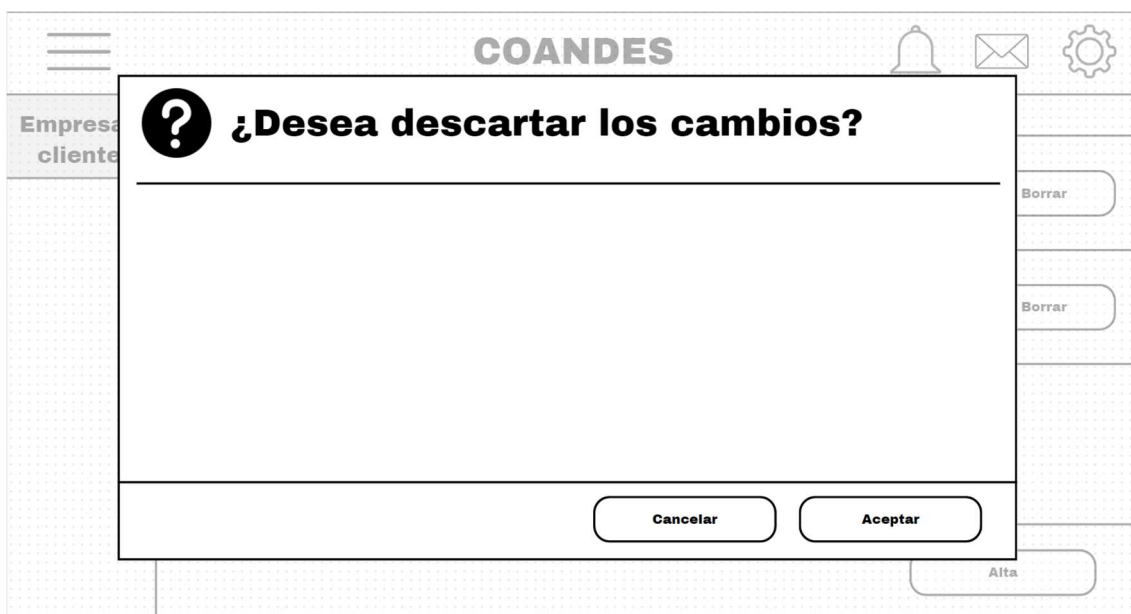 COANDES
Empresa
cliente
¿Desea descartar los cambios?
Borrar
Borrar
Cancelar
Aceptar
Alta